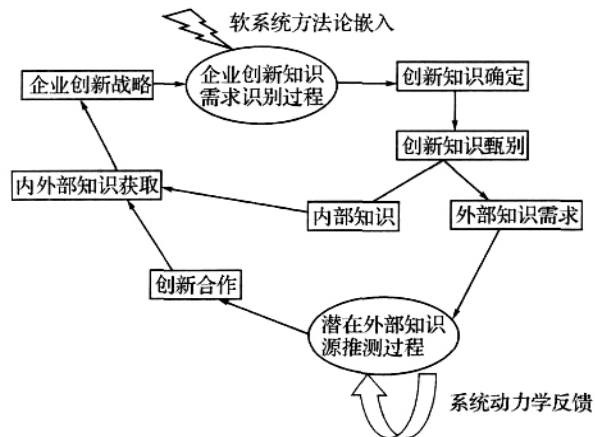 软系统方法论嵌入
企业创新战略
企业创新知识
需求识别过程
创新知识确定
创新知识甄别
内外部知识获取
内部知识
外部知识需求
创新合作
潜在外部知识
源推测过程
系统动力学反馈